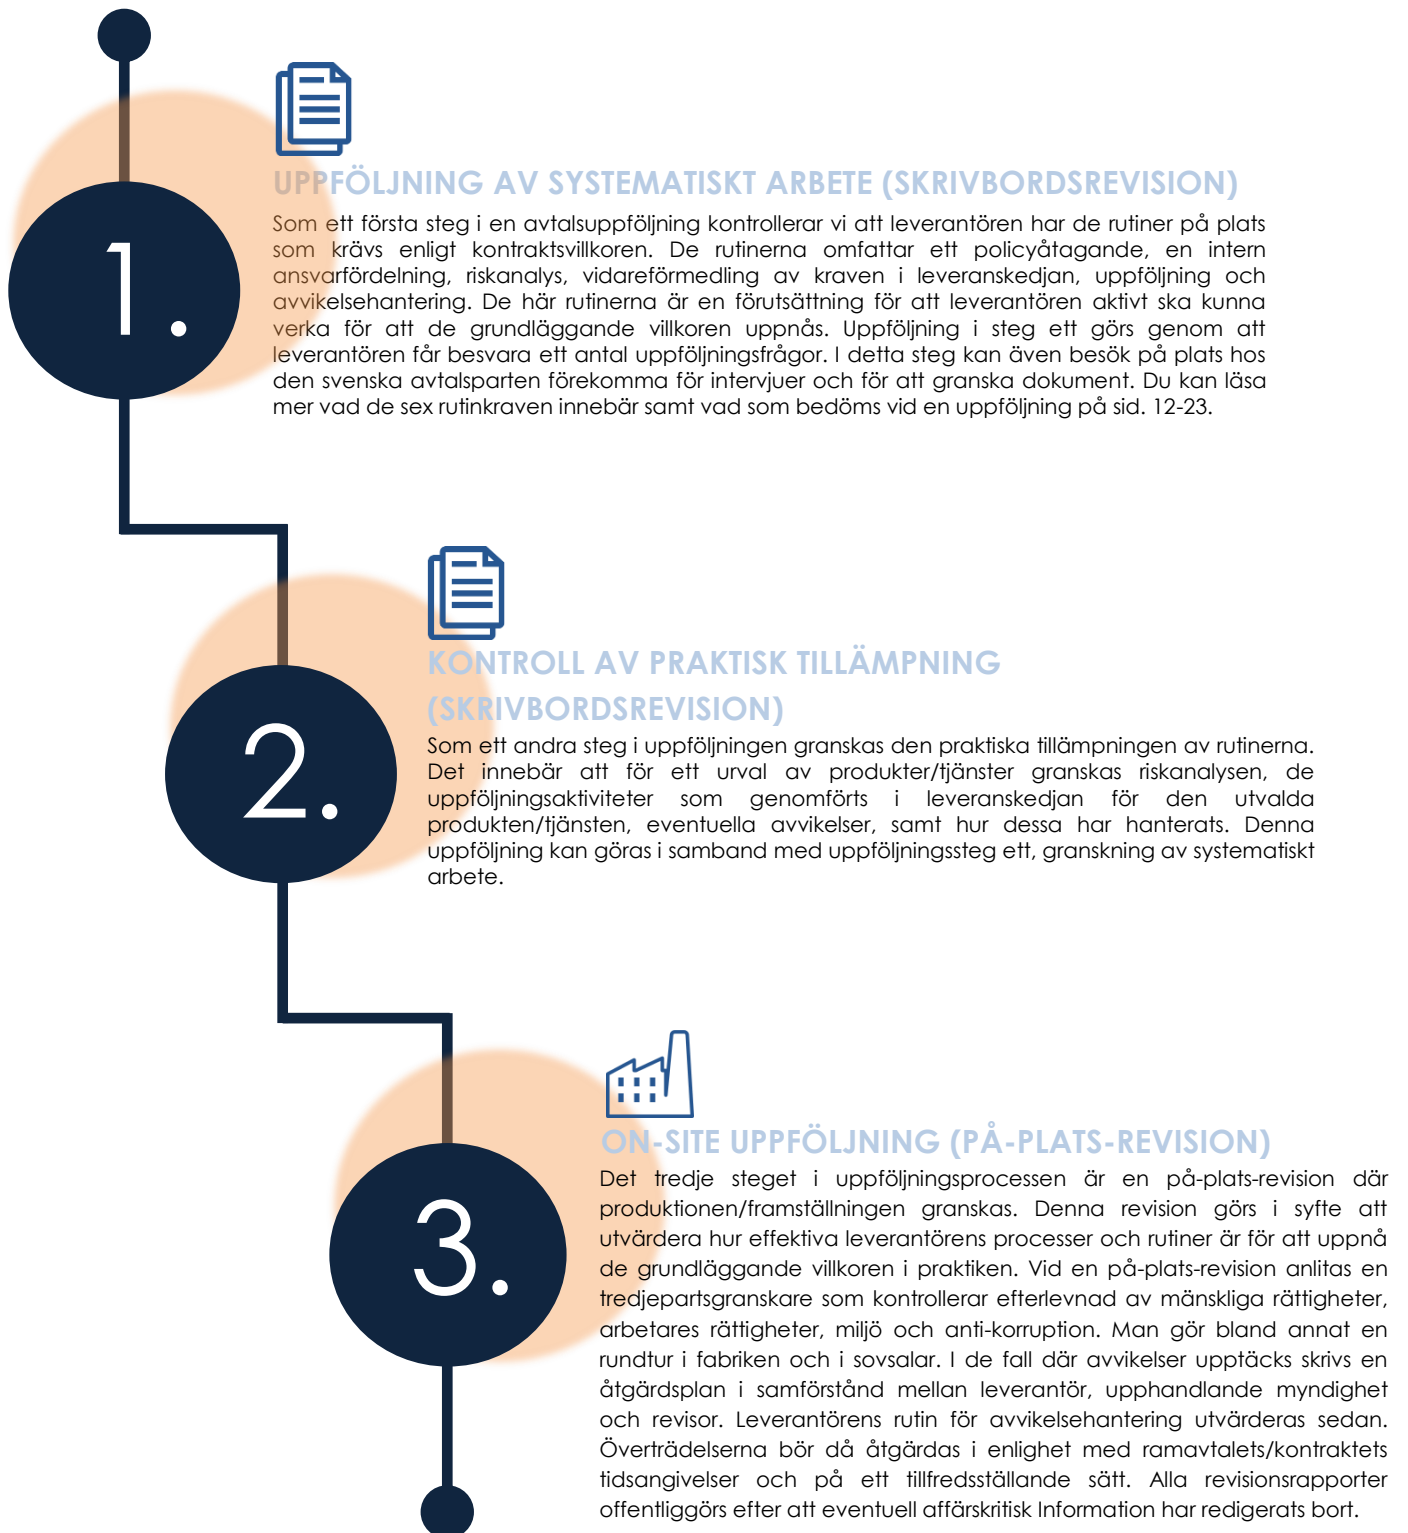 1.
UPPFÖLJNING AV SYSTEMATISKT ARBETE (SKRIVBORDSREVISION)
Som ett första steg i en avtalsuppföljning kontrollerar vi att leverantören har de rutiner på plats
som krävs enligt kontraktsvillkoren. De rutinerna omfattar ett policyåtagande, en intern
ansvarfördelning, riskanalys, vidareförmedling av kraven i leveranskedjan, uppföljning och
avvikelsehantering. De här rutinerna är en förutsättning för att leverantören aktivt ska kunna
verka för att de grundläggande villkoren uppnås. Uppföljning i steg ett görs genom att
leverantören får besvara ett antal uppföljningsfrågor. I detta steg kan även besök på plats hos
den svenska avtalsparten förekomma för intervjuer och för att granska dokument. Du kan läsa
mer vad de sex rutinkraven innebär samt vad som bedöms vid en uppföljning på sid. 12-23.
2.
KONTROLL AV PRAKTISK TILLÄMPNING
(SKRIVBORDSREVISION)
Som ett andra steg i uppföljningen granskas den praktiska tillämpningen av rutinerna.
Det innebär att för ett urval av produkter/tjänster granskas riskanalysen, de
uppföljningsaktiviteter som genomförts i leveranskedjan för den utvalda
produkten/tjänsten, eventuella avvikelser, samt hur dessa har hanterats. Denna
uppföljning kan göras i samband med uppföljningssteg ett, granskning av systematiskt
arbete.
3.
ON-SITE UPPFÖLJNING (PÅ-PLATS-REVISION)
Det tredje steget i uppföljningsprocessen är en på-plats-revision där
produktionen/framställningen granskas. Denna revision görs i syfte att
utvärdera hur effektiva leverantörens processer och rutiner är för att uppnå
de grundläggande villkoren i praktiken. Vid en på-plats-revision anlitas en
tredjepartsgranskare som kontrollerar efterlevnad av mänskliga rättigheter,
arbetares rättigheter, miljö och anti-korruption. Man gör bland annat en
rundtur i fabriken och i sovsalar. I de fall där avvikelser upptäcks skrivs en
åtgärdsplan i samförstånd mellan leverantör, upphandlande myndighet
och revisor. Leverantörens rutin för avvikelsehantering utvärderas sedan.
Överträdelserna bör då åtgärdas i enlighet med ramavtalets/kontraktets
tidsangivelser och på ett tillfredsställande sätt. Alla revisionsrapporter
offentliggörs efter att eventuell affärskritisk Information har redigerats bort.